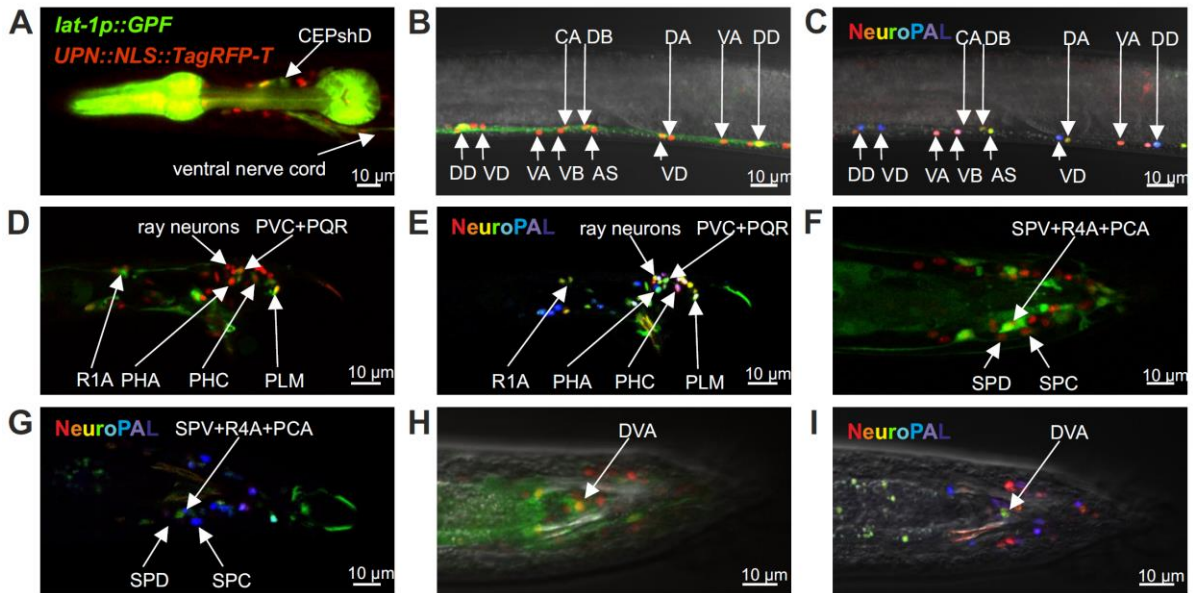 A
lat-1p::GPF
UPN::NLS::TagRFP-T
CEPshD
ventral nerve cord
10 µm
B
CA DB DA VA DD
DD VD VA VB AS VD
10 µm
C
NeuroPAL
CA DB DA VA DD
DD VD VA VB AS VD
10 µm
D
ray neurons PVC+PQR
R1A PHA PHC PLM
10 µm
E
NeuroPAL
ray neurons PVC+PQR
R1A PHA PHC PLM
10 µm
F
SPV+R4A+PCA
SPD SPC
10 µm
G
NeuroPAL
SPV+R4A+PCA
SPD SPC
10 µm
H
DVA
10 µm
I
NeuroPAL
DVA
10 µm